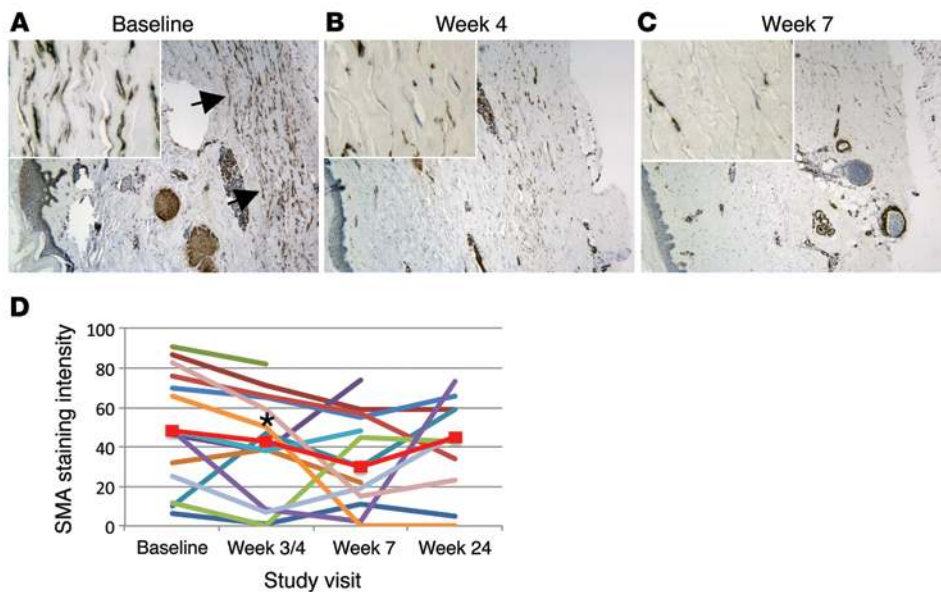 A Baseline
B Week 4
C Week 7
D
SMA staining intensity
100
80
60
40
20
0
*
Baseline Week 3/4 Week 7 Week 24
Study visit